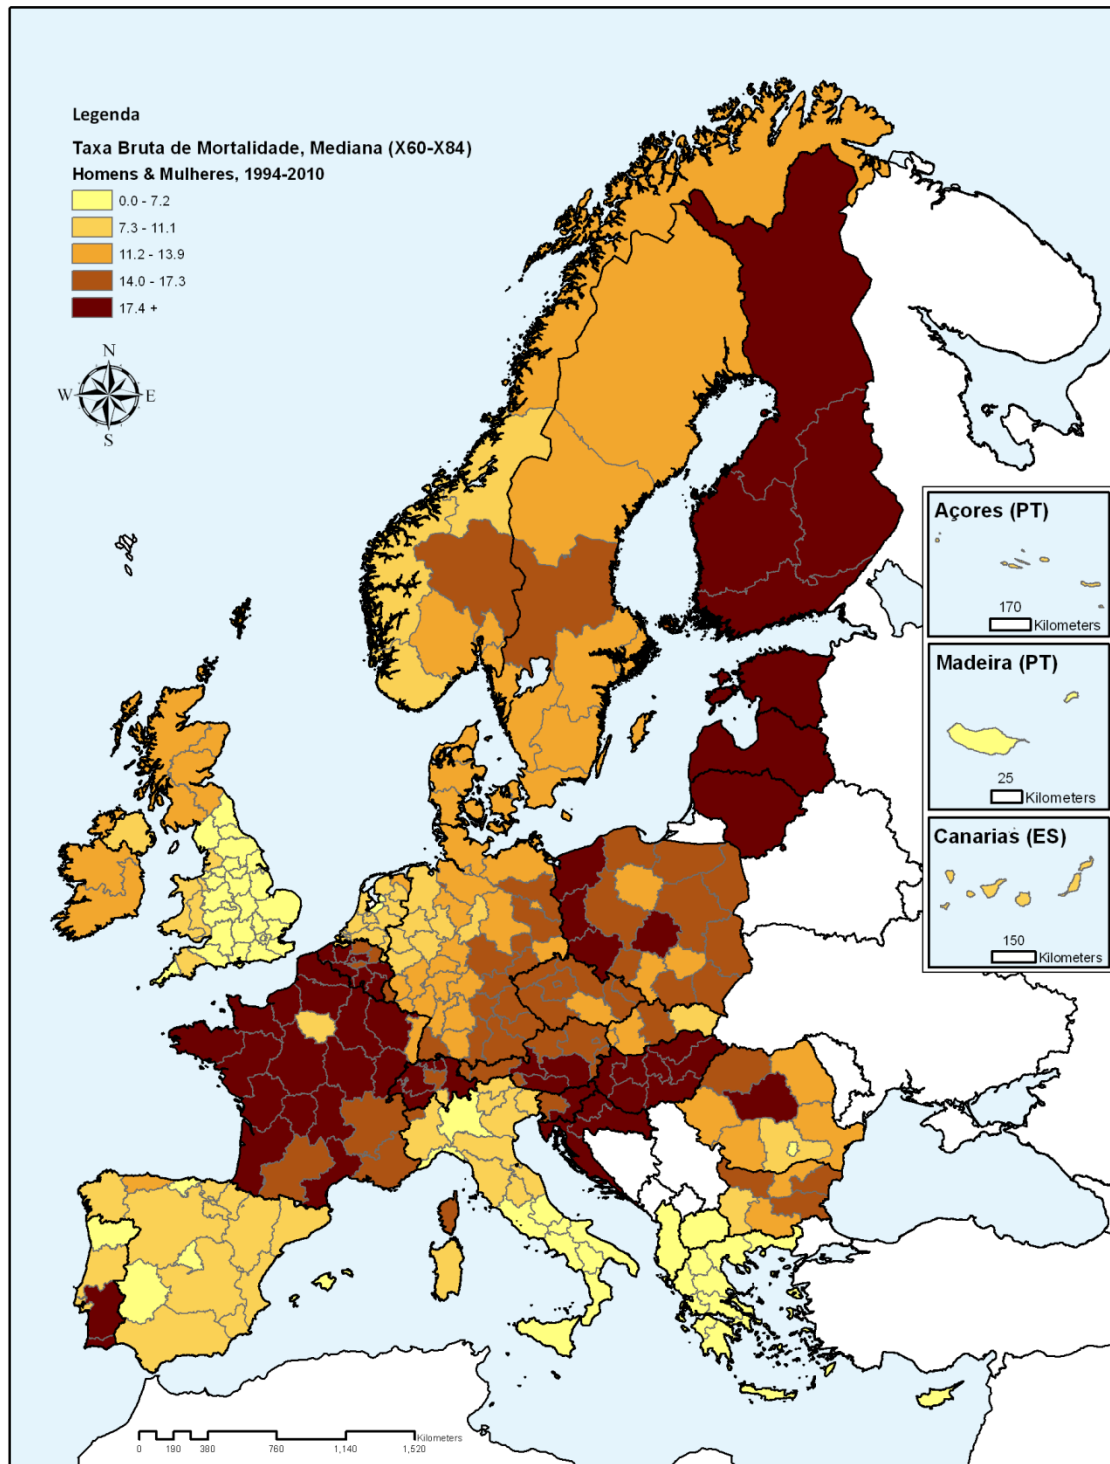 Legenda
Taxa Bruta de Mortalidade, Mediana (X60-X84)
Homens & Mulheres, 1994-2010
0.0 - 7.2
7.3 - 11.1
11.2 - 13.9
14.0 - 17.3
17.4 +
N
W E
S
Açores (PT)
170
Kilometers
Madeira (PT)
25
Kilometers
Canarias (ES)
150
Kilometers
Kilometers
0 190 380 760 1,140 1,520